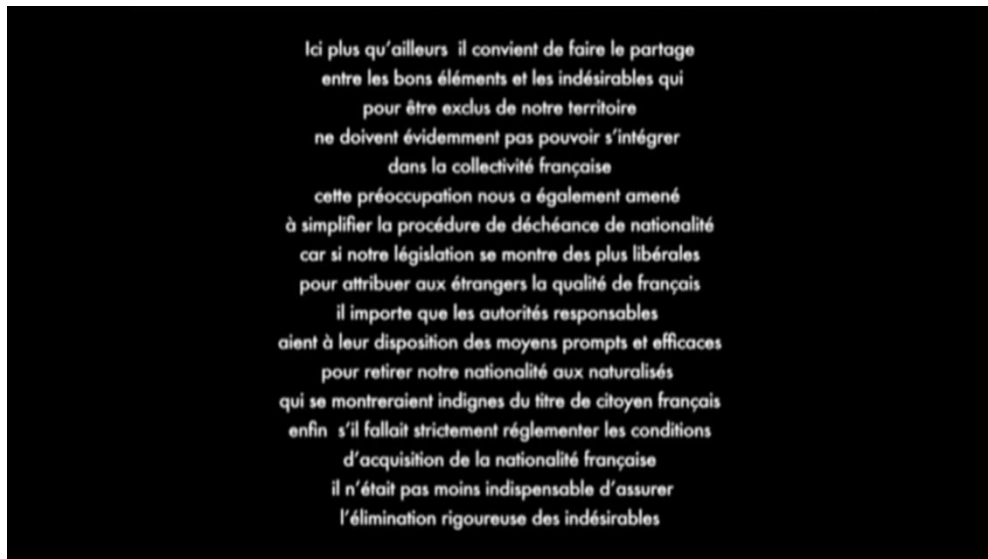 Ici plus qu'ailleurs il convient de faire le partage
entre les bons éléments et les indésirables qui
pour être exclus de notre territoire
ne doivent évidemment pas pouvoir s'intégrer
dans la collectivité française
cette préoccupation nous a également amené
à simplifier la procédure de déchéance de nationalité
car si notre législation se montre des plus libérales
pour attribuer aux étrangers la qualité de français
il importe que les autorités responsables
aient à leur disposition des moyens prompts et efficaces
pour retirer notre nationalité aux naturalisés
qui se montreraient indignes du titre de citoyen français
enfin s'il fallait strictement réglementer les conditions
d'acquisition de la nationalité française
il n'était pas moins indispensable d'assurer
l'élimination rigoureuse des indésirables